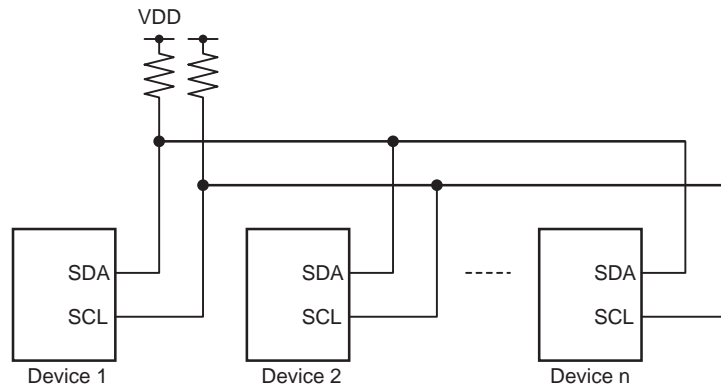 VDD
SDA
SDA
SDA
SCL
SCL
SCL
Device 1
Device 2
Device n